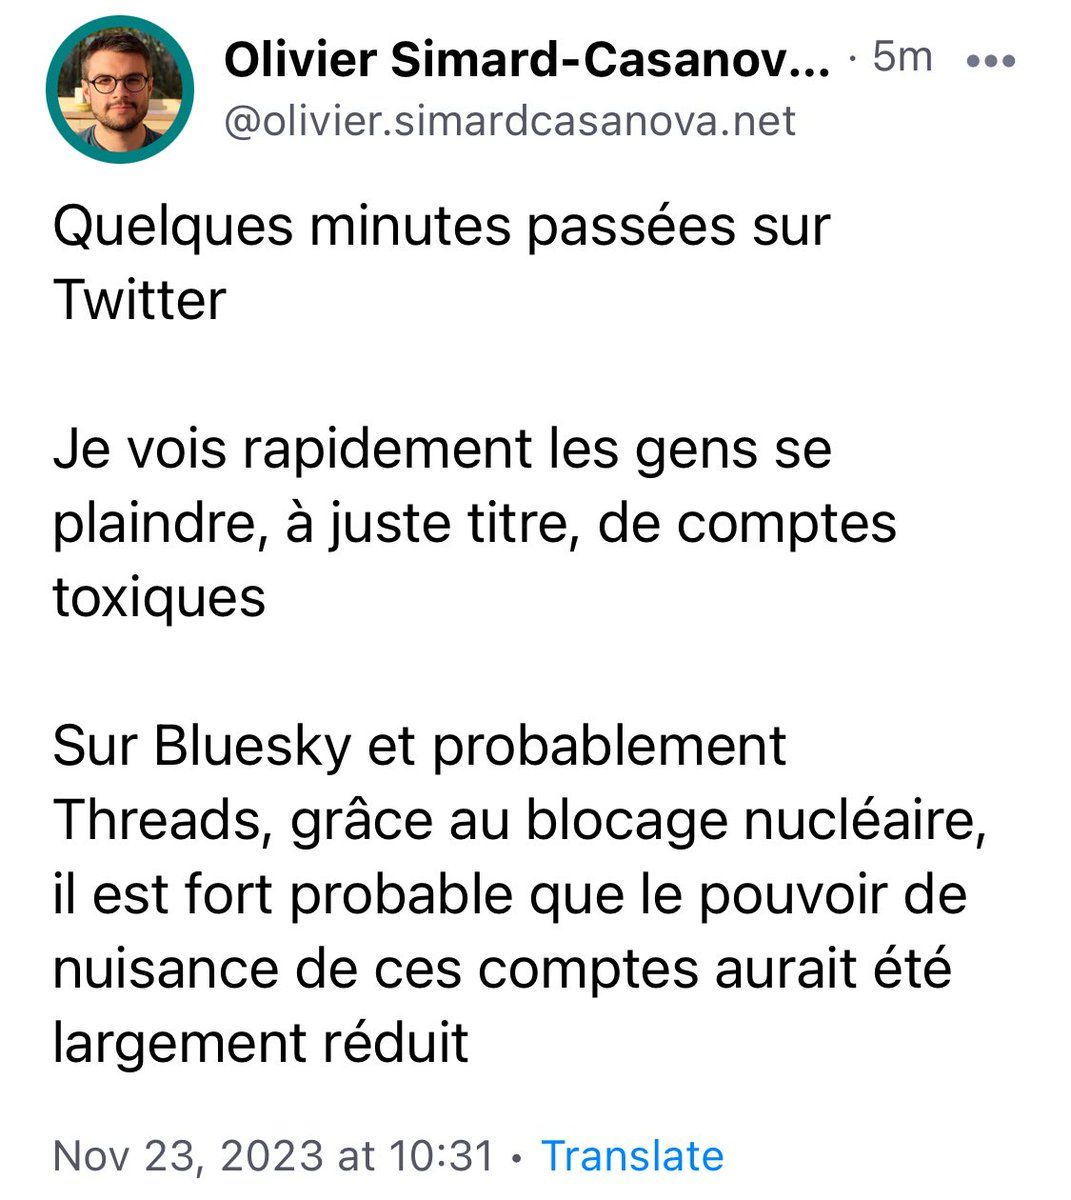 Olivier Simard-Casanov... · 5m
@olivier.simardcasanova.net
Quelques minutes passées sur
Twitter
Je vois rapidement les gens se
plaindre, à juste titre, de comptes
toxiques
Sur Bluesky et probablement
Threads, grâce au blocage nucléaire,
il est fort probable que le pouvoir de
nuisance de ces comptes aurait été
largement réduit
Nov 23, 2023 at 10:31 • Translate